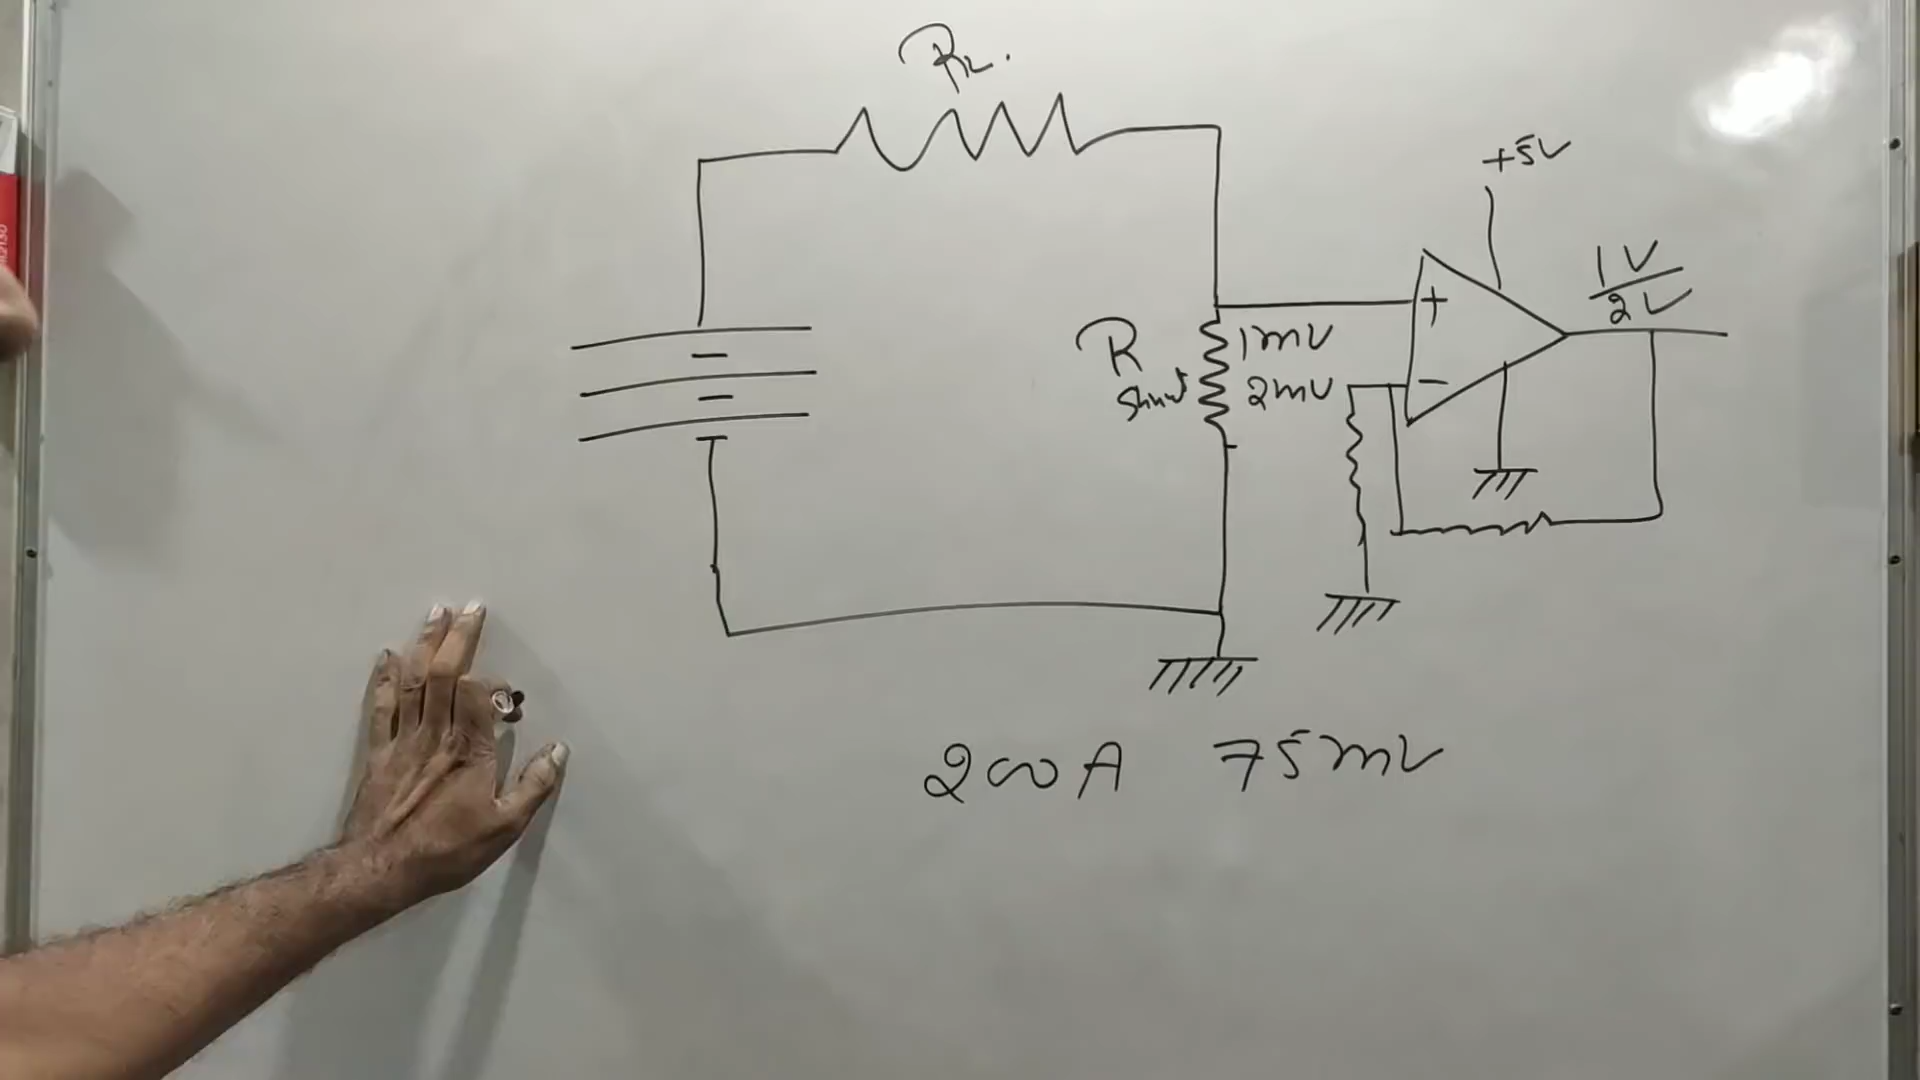 RL.
+5V
1V
2V
+
R
shunt
1mV
2mV
-
200A 75mV